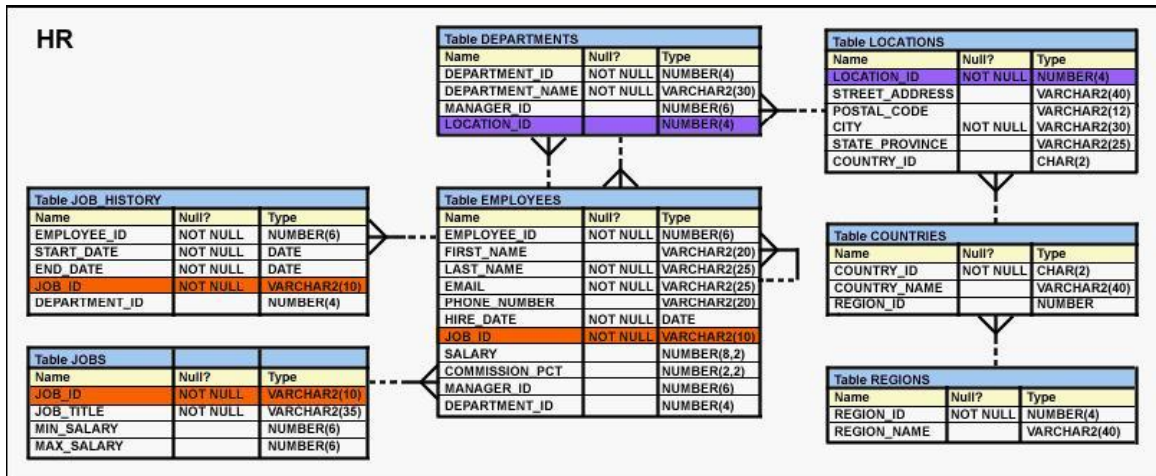 HR
Table DEPARTMENTS
Name Null? Type
DEPARTMENT_ID NOT NULL NUMBER(4)
DEPARTMENT_NAME NOT NULL VARCHAR2(30)
MANAGER_ID NUMBER(6)
LOCATION_ID NUMBER(4)
Table LOCATIONS
Name Null? Type
LOCATION_ID NOT NULL NUMBER(4)
STREET_ADDRESS VARCHAR2(40)
POSTAL_CODE VARCHAR2(12)
CITY NOT NULL VARCHAR2(30)
STATE_PROVINCE VARCHAR2(25)
COUNTRY_ID CHAR(2)
Table JOB_HISTORY
Name Null? Type
EMPLOYEE_ID NOT NULL NUMBER(6)
START_DATE NOT NULL DATE
END_DATE NOT NULL DATE
JOB_ID NOT NULL VARCHAR2(10)
DEPARTMENT_ID NUMBER(4)
Table EMPLOYEES
Name Null? Type
EMPLOYEE_ID NOT NULL NUMBER(6)
FIRST_NAME VARCHAR2(20)
LAST_NAME NOT NULL VARCHAR2(25)
EMAIL NOT NULL VARCHAR2(25)
PHONE_NUMBER VARCHAR2(20)
HIRE_DATE NOT NULL DATE
JOB_ID NOT NULL VARCHAR2(10)
SALARY NUMBER(8,2)
COMMISSION_PCT NUMBER(2,2)
MANAGER_ID NUMBER(6)
DEPARTMENT_ID NUMBER(4)
Table COUNTRIES
Name Null? Type
COUNTRY_ID NOT NULL CHAR(2)
COUNTRY_NAME VARCHAR2(40)
REGION_ID NUMBER
Table JOBS
Name Null? Type
JOB_ID NOT NULL VARCHAR2(10)
JOB_TITLE NOT NULL VARCHAR2(35)
MIN_SALARY NUMBER(6)
MAX_SALARY NUMBER(6)
Table REGIONS
Name Null? Type
REGION_ID NOT NULL NUMBER(4)
REGION_NAME VARCHAR2(40)